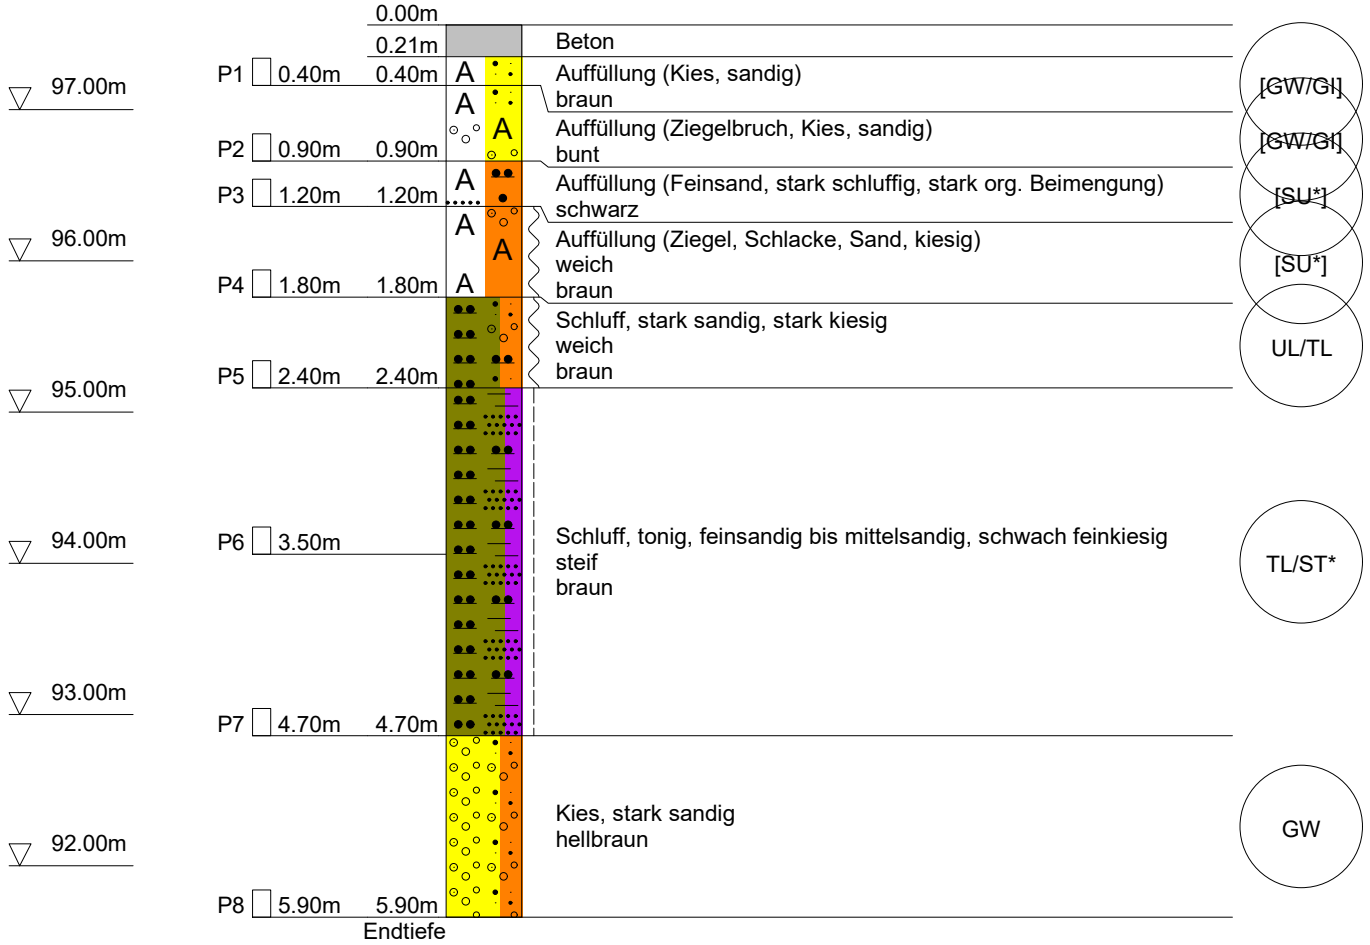 0.00m
0.21m
Beton
P1 0.40m 0.40m A
Auffüllung (Kies, sandig)
braun
[GW/GI]
97.00m
A
A
Auffüllung (Ziegelbruch, Kies, sandig)
bunt
[GW/GI]
P2 0.90m 0.90m
A
Auffüllung (Feinsand, stark schluffig, stark org. Beimengung)
schwarz
[SU*]
P3 1.20m 1.20m
A
A
A
96.00m
Auffüllung (Ziegel, Schlacke, Sand, kiesig)
weich
braun
[SU*]
P4 1.80m 1.80m
Schluff, stark sandig, stark kiesig
weich
braun
UL/TL
P5 2.40m 2.40m
95.00m
94.00m
P6 3.50m
Schluff, tonig, feinsandig bis mittelsandig, schwach feinkiesig
steif
braun
TL/ST*
93.00m
P7 4.70m 4.70m
Kies, stark sandig
hellbraun
GW
92.00m
P8 5.90m 5.90m
Endtiefe